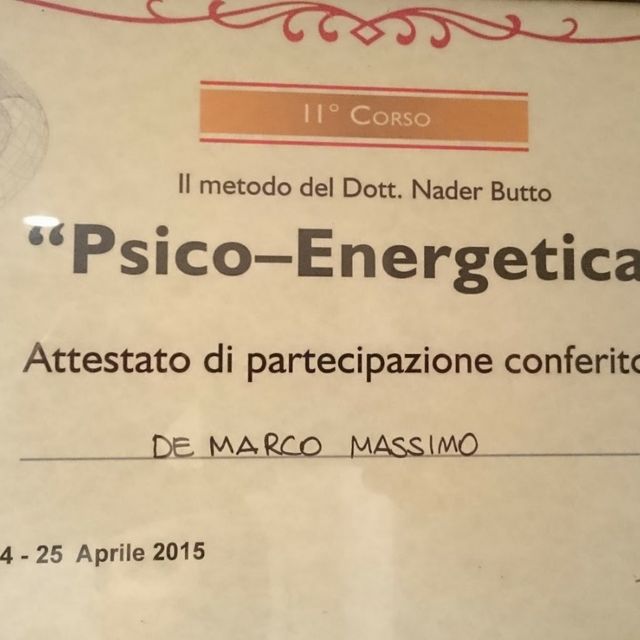 11° CORSO
Il metodo del Dott. Nader Butto
“Psico–Energetica
Attestato di partecipazione conferito
DE MARCO MASSIMO
4 - 25 Aprile 2015